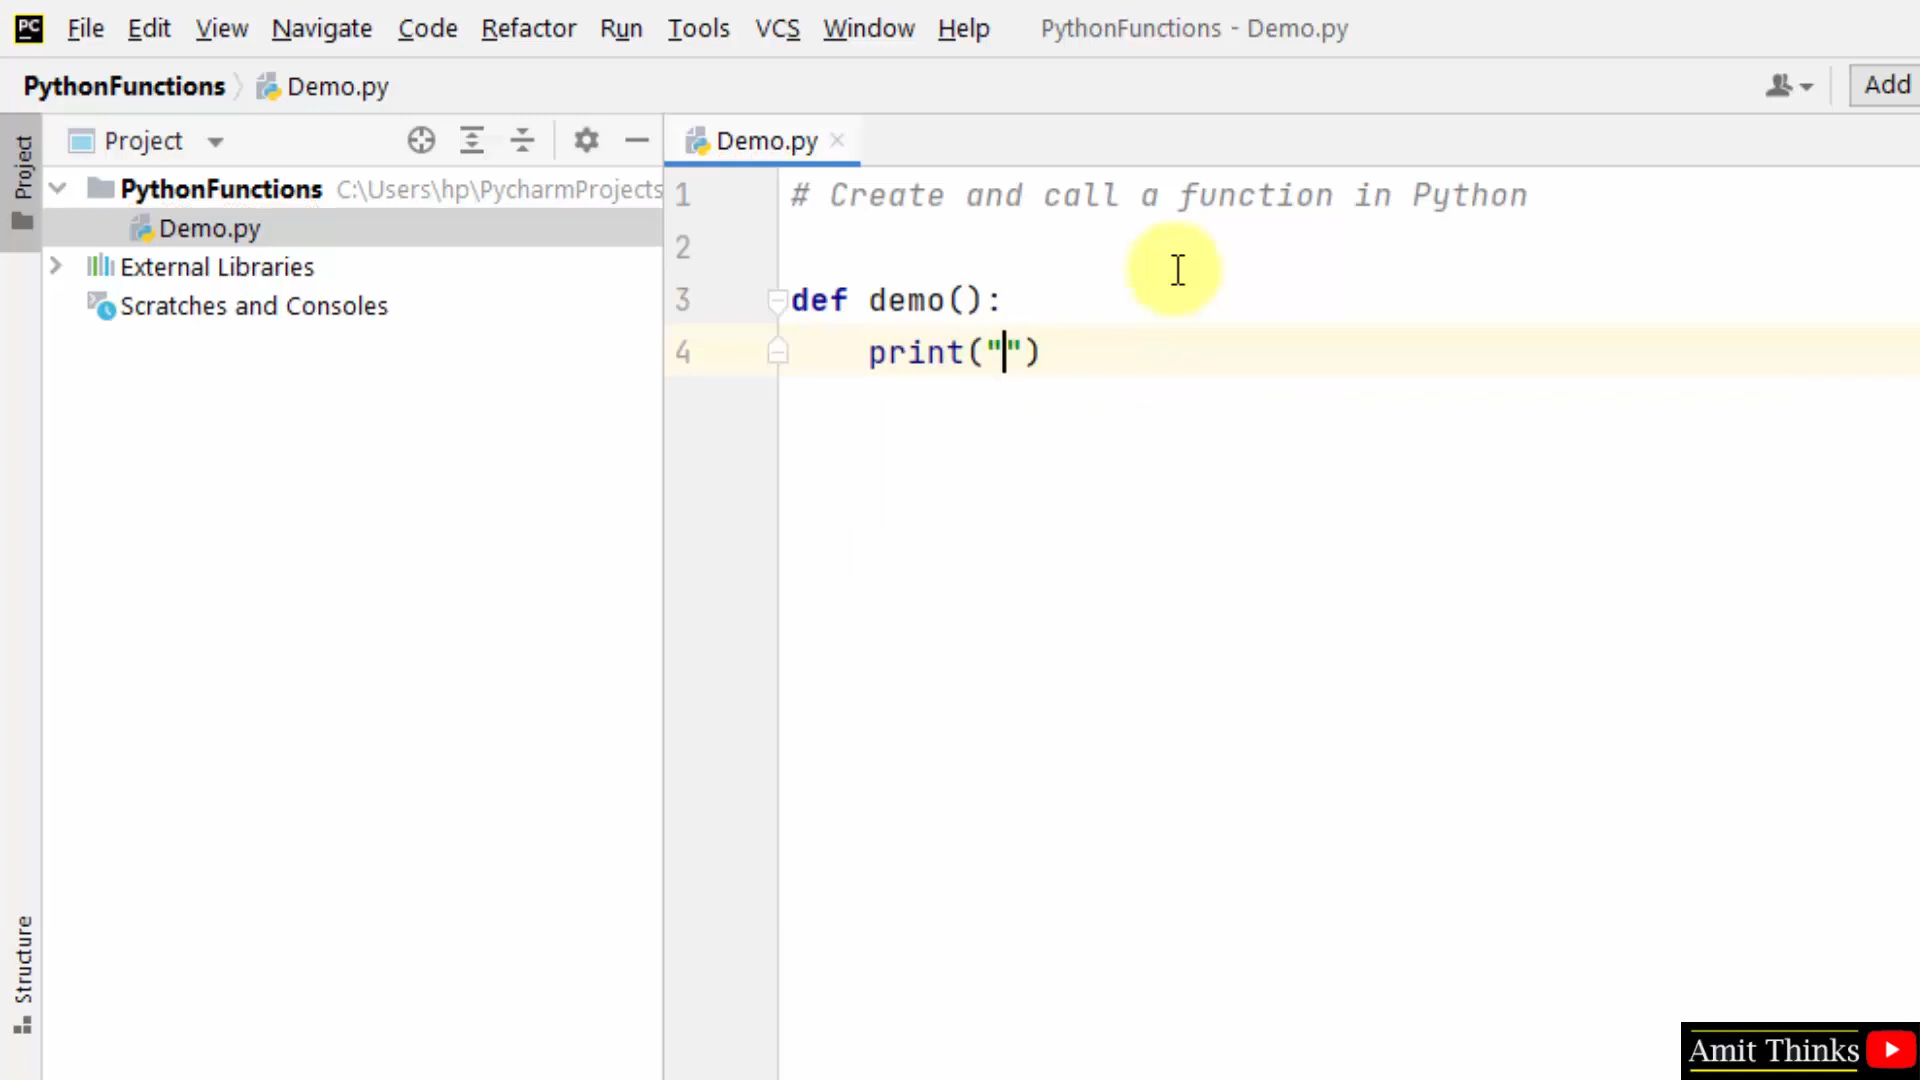 PC File Edit View Navigate Code Refactor Run Tools VCS Window Help PythonFunctions - Demo.py
PythonFunctions Demo.py Add
Project
Project
Demo.py
PythonFunctions C:\Users\hp\PycharmProjects
Demo.py
External Libraries
Scratches and Consoles
1 # Create and call a function in Python
2
3 def demo():
4 print("")
Structure
Amit Thinks